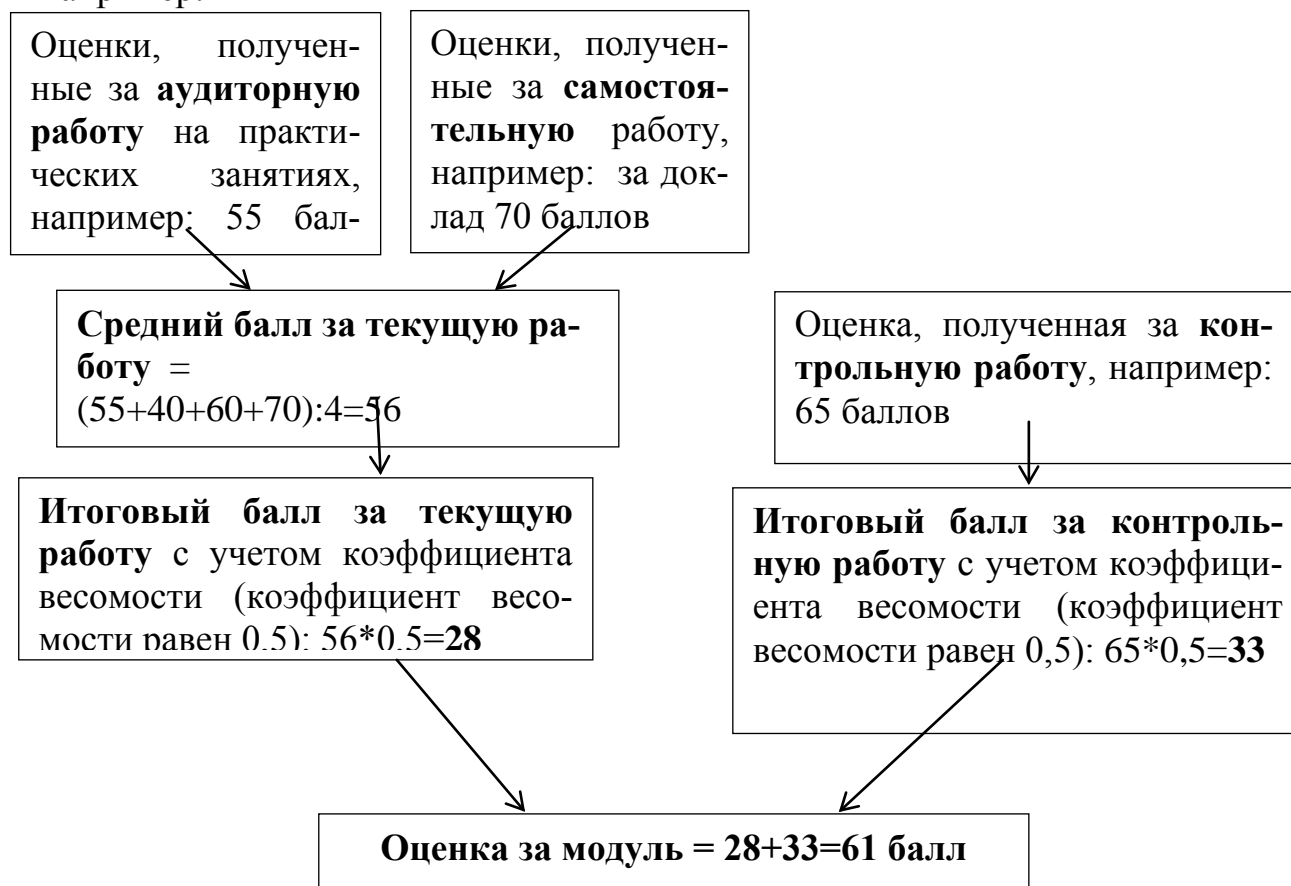 Оценки, получен-
ные за аудиторную
работу на практи-
ческих занятиях,
например: 55 бал-
Оценки, получен-
ные за самостоя-
тельную работу,
например: за док-
лад 70 баллов
Средний балл за текущую ра-
боту =
(55+40+60+70):4=56
Оценка, полученная за кон-
трольную работу, например:
65 баллов
Итоговый балл за текущую
работу с учетом коэффициента
весомости (коэффициент весо-
мости равен 0,5): 56*0,5=28
Итоговый балл за контроль-
ную работу с учетом коэффици-
ента весомости (коэффициент
весомости равен 0,5): 65*0,5=33
Оценка за модуль = 28+33=61 балл